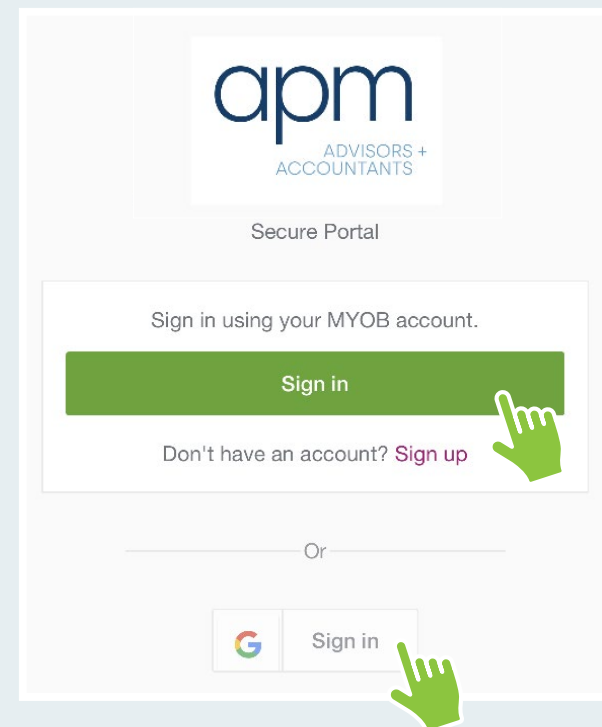 apm
ADVISORS +
ACCOUNTANTS
Secure Portal
Sign in using your MYOB account.
Sign in
Don't have an account? Sign up
Or
G Sign in